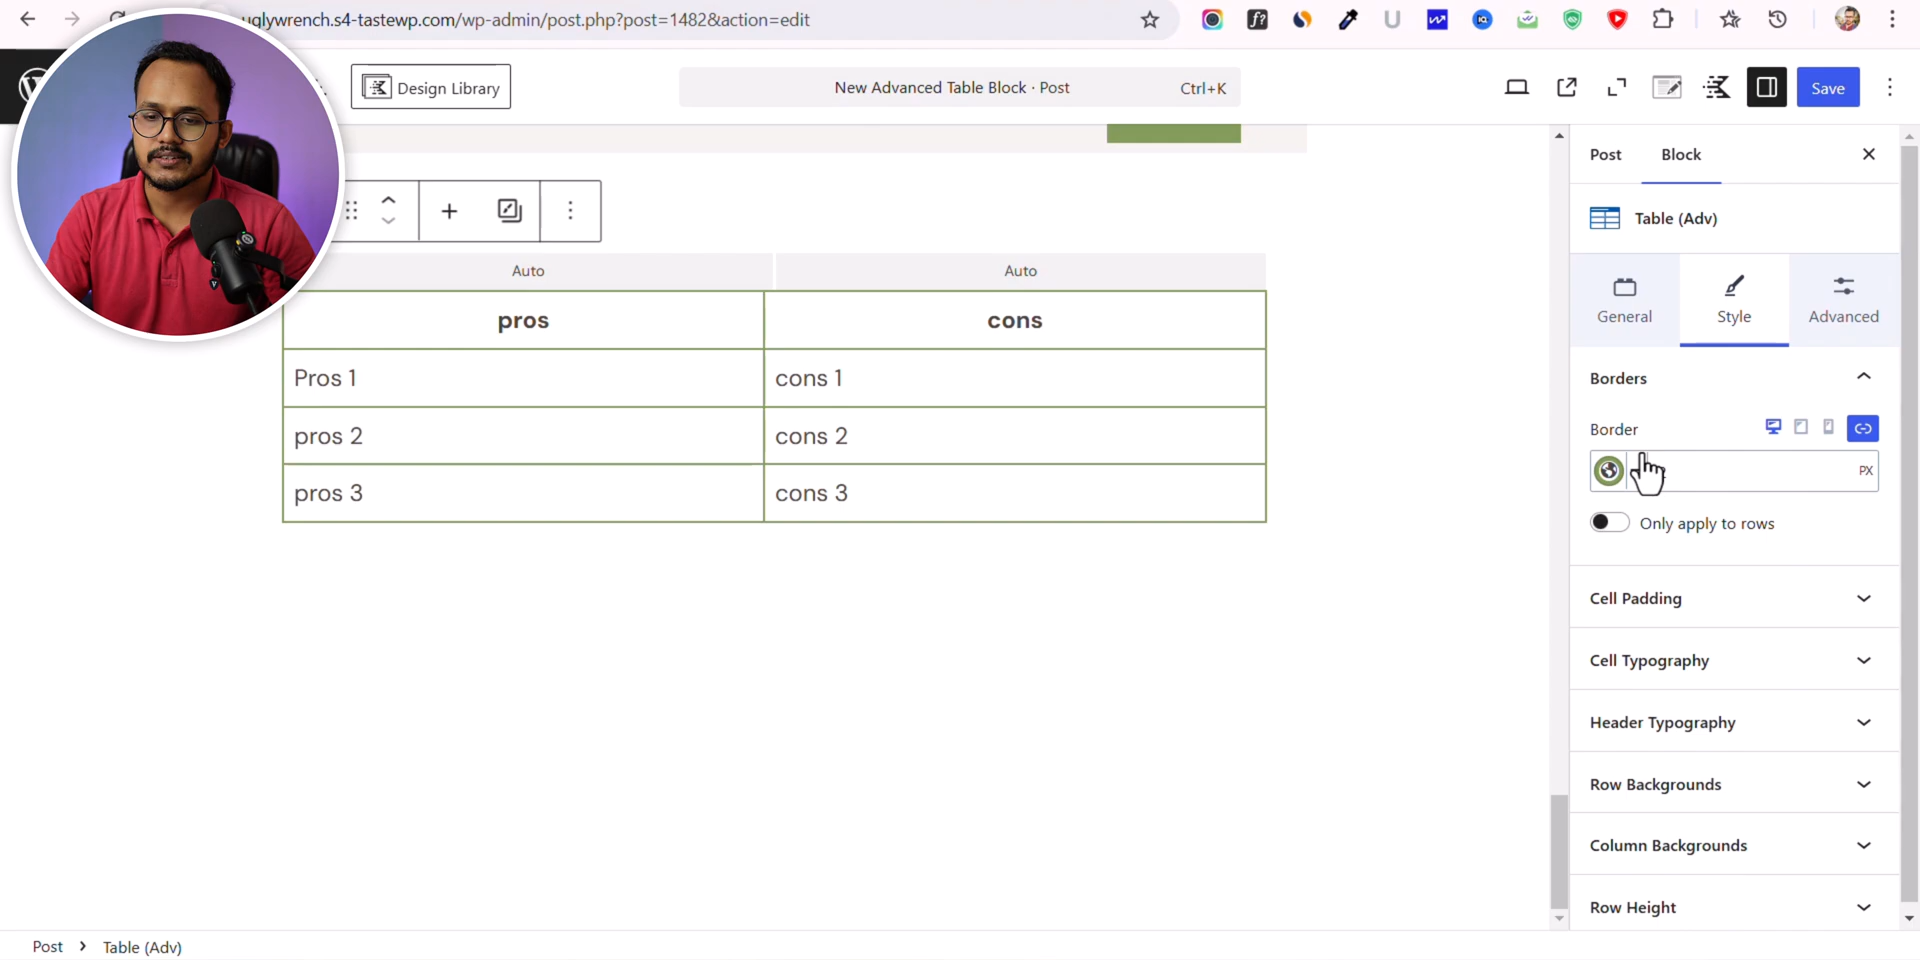 uglywrench.s4-tastewp.com/wp-admin/post.php?post=1482&action=edit
Design Library
New Advanced Table Block · Post
Ctrl+K
Save
Post
Block
Table (Adv)
General
Style
Advanced
Auto
Auto
pros
cons
Pros 1
cons 1
pros 2
cons 2
pros 3
cons 3
Borders
Border
PX
Only apply to rows
Cell Padding
Cell Typography
Header Typography
Row Backgrounds
Column Backgrounds
Row Height
Post
Table (Adv)